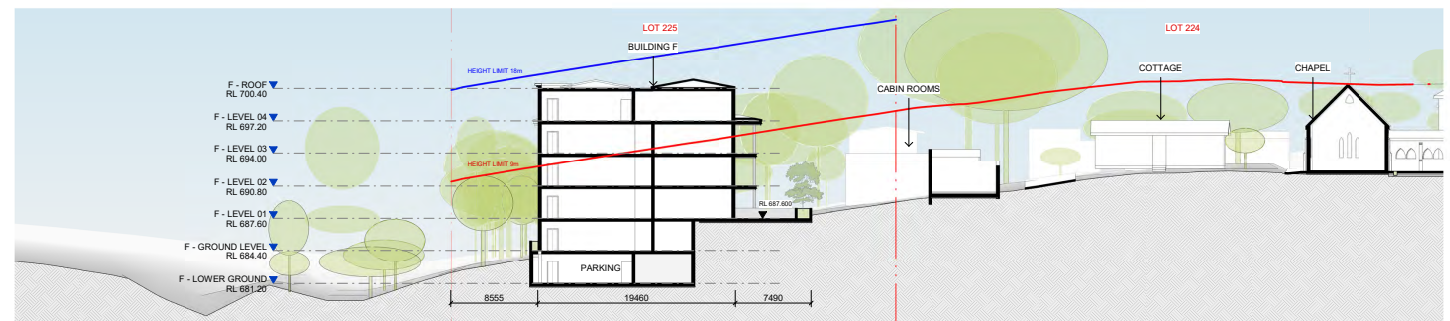 LOT 225
LOT 224
BUILDING F
HEIGHT LIMIT 18m
CABIN ROOMS
COTTAGE
CHAPEL
F - ROOF
RL 700.40
F - LEVEL 04
RL 697.20
F - LEVEL 03
RL 694.00
HEIGHT LIMIT 9m
F - LEVEL 02
RL 690.80
F - LEVEL 01
RL 687.60
RL 687.600
F - GROUND LEVEL
RL 684.40
PARKING
F - LOWER GROUND
RL 681.20
8555
19460
7490